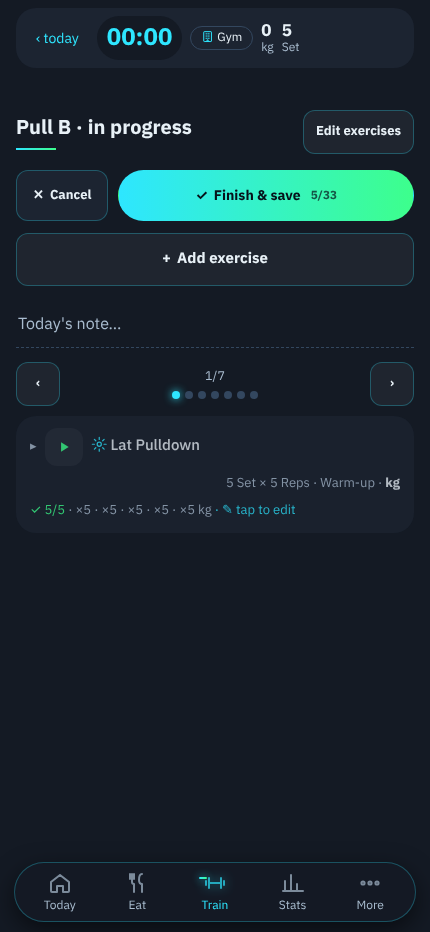 ‹ today
00:00
Gym
0 5
kg Set
Pull B · in progress
Edit exercises
✕ Cancel
✓ Finish & save 5/33
+ Add exercise
Today's note...
‹
1/7
›
▸ ▶ Lat Pulldown
5 Set × 5 Reps · Warm-up · kg
✓ 5/5 · ×5 · ×5 · ×5 · ×5 · ×5 kg · ✎ tap to edit
Today Eat Train Stats More